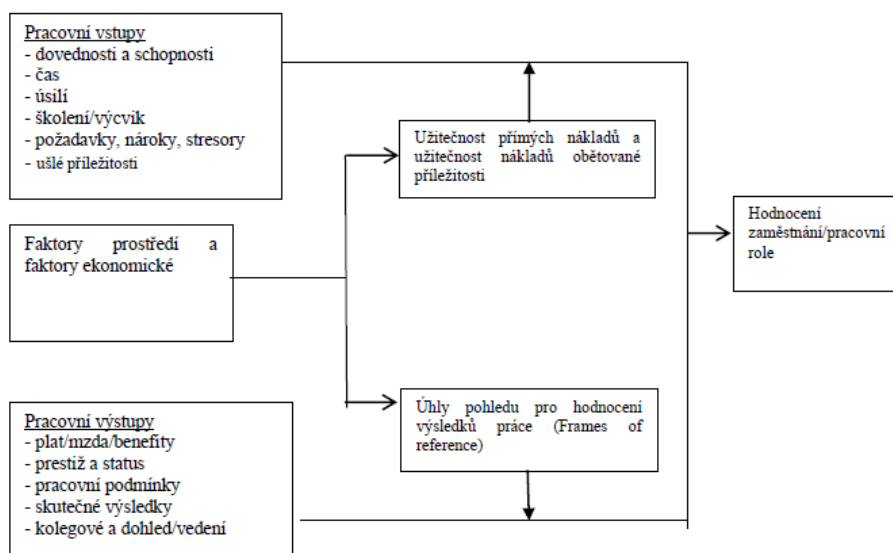 Pracovní vstupy
- dovednosti a schopnosti
- čas
- úsilí
- školení/výcvik
- požadavky, nároky, stresory
- ušlé příležitosti
Užitečnost přímých nákladů a
užitečnost nákladů obětované
příležitosti
Hodnocení
zaměstnání/pracovní
role
Faktory prostředí a
faktory ekonomické
Úhly pohledu pro hodnocení
výsledků práce (Frames of
reference)
Pracovní výstupy
- plat/mzda/benefity
- prestiž a status
- pracovní podmínky
- skutečné výsledky
- kolegové a dohled/vedení